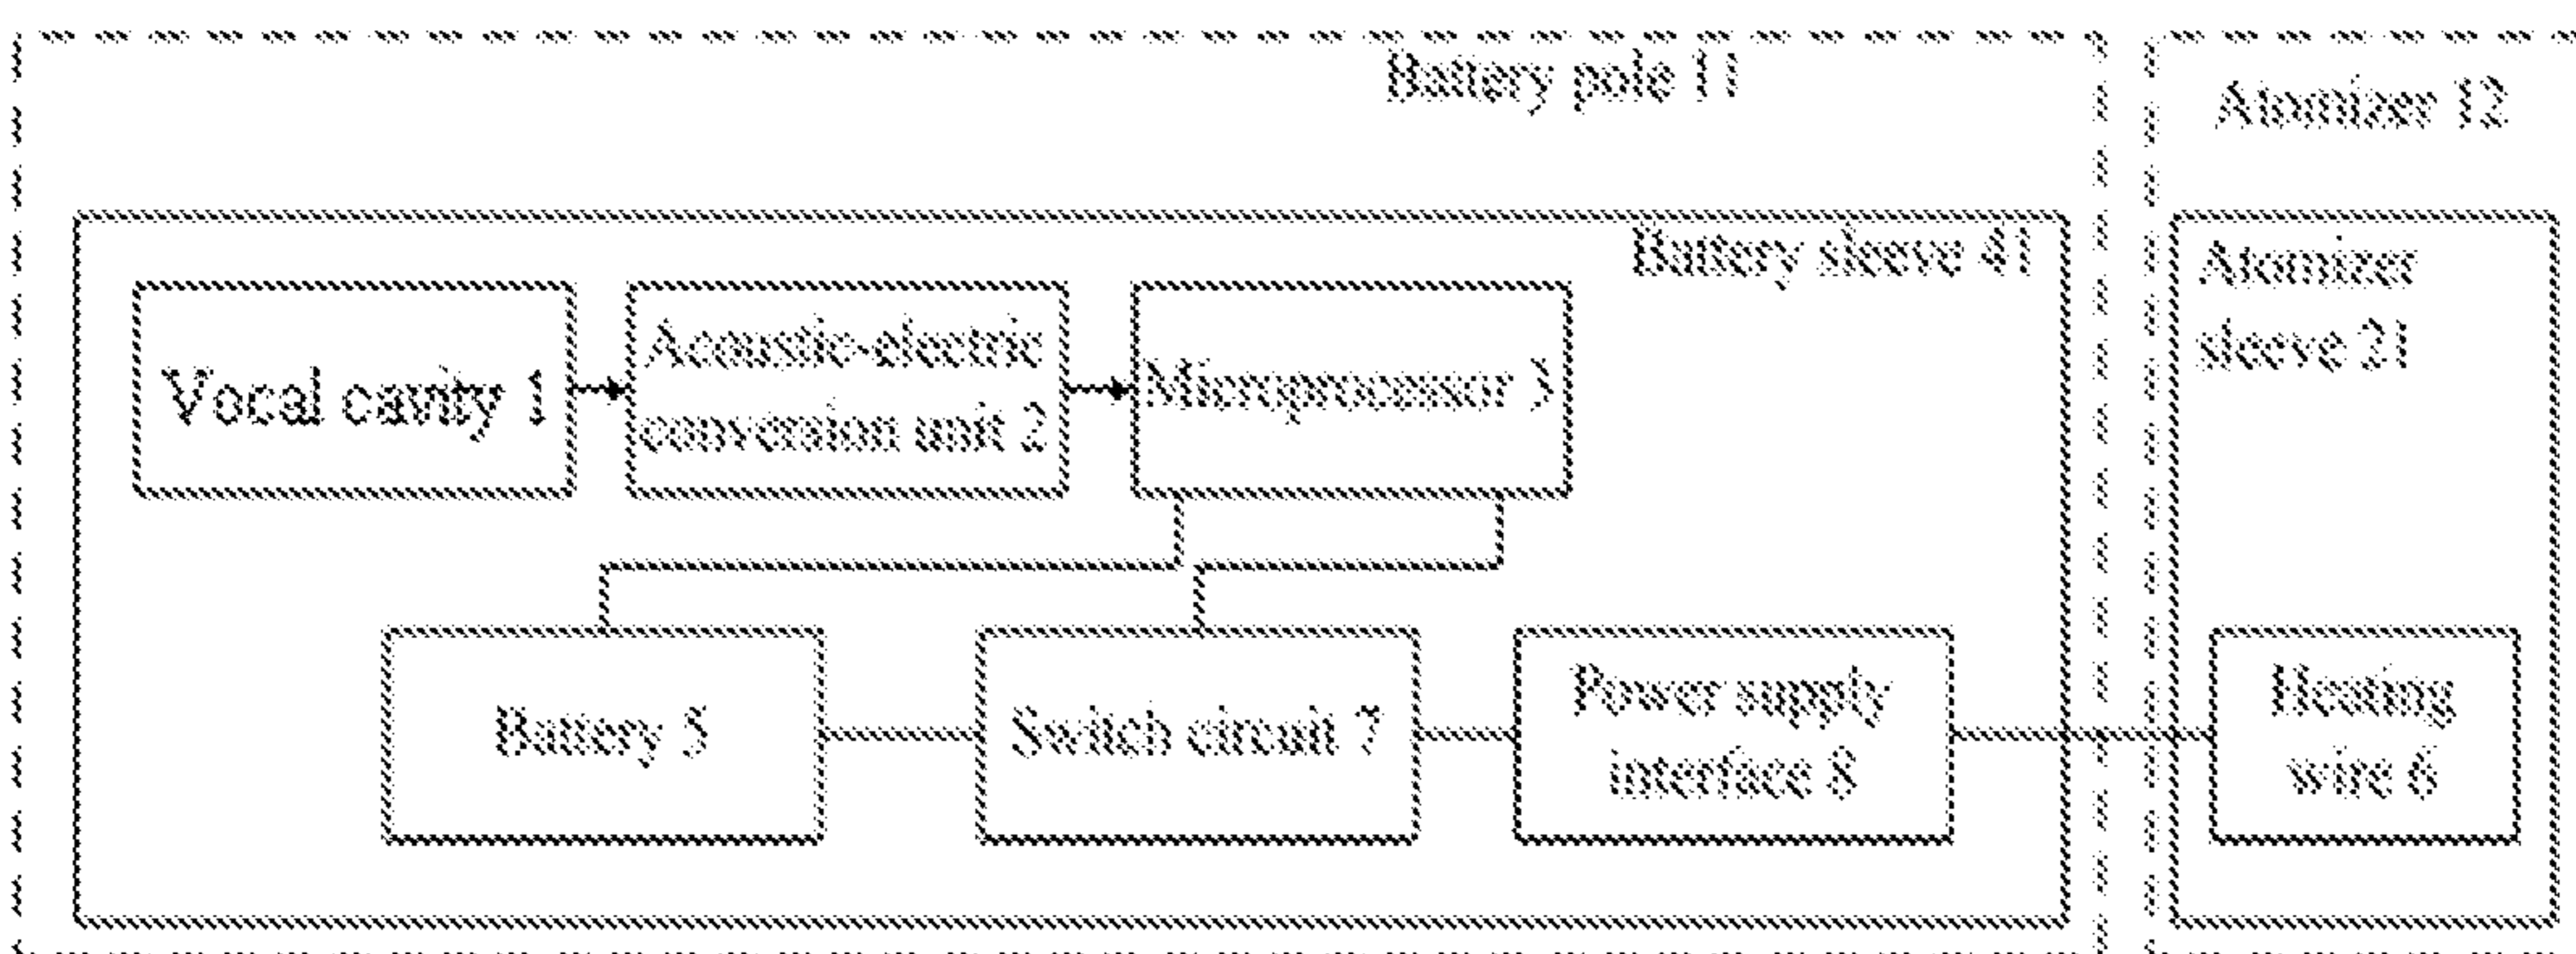 Battery pole 11
Atomizer 12
Battery sleeve 41
Atomizer
sleeve 21
Vocal cavity 1
Acoustic-electric
conversion unit 2
Microprocessor 3
Battery 5
Switch circuit 7
Power supply
interface 8
Heating
wire 6